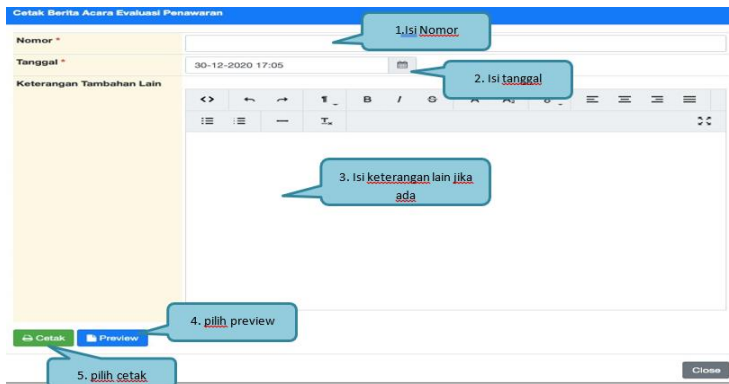 Cetak Berita Acara Evaluasi Penawaran
1.Isi Nomor
Nomor *
Tanggal *
30-12-2020 17:05
2. Isi tanggal
Keterangan Tambahan Lain
B I
3. Isi keterangan lain jika
ada
4. pilih preview
Cetak
Preview
5. pilih cetak
Close